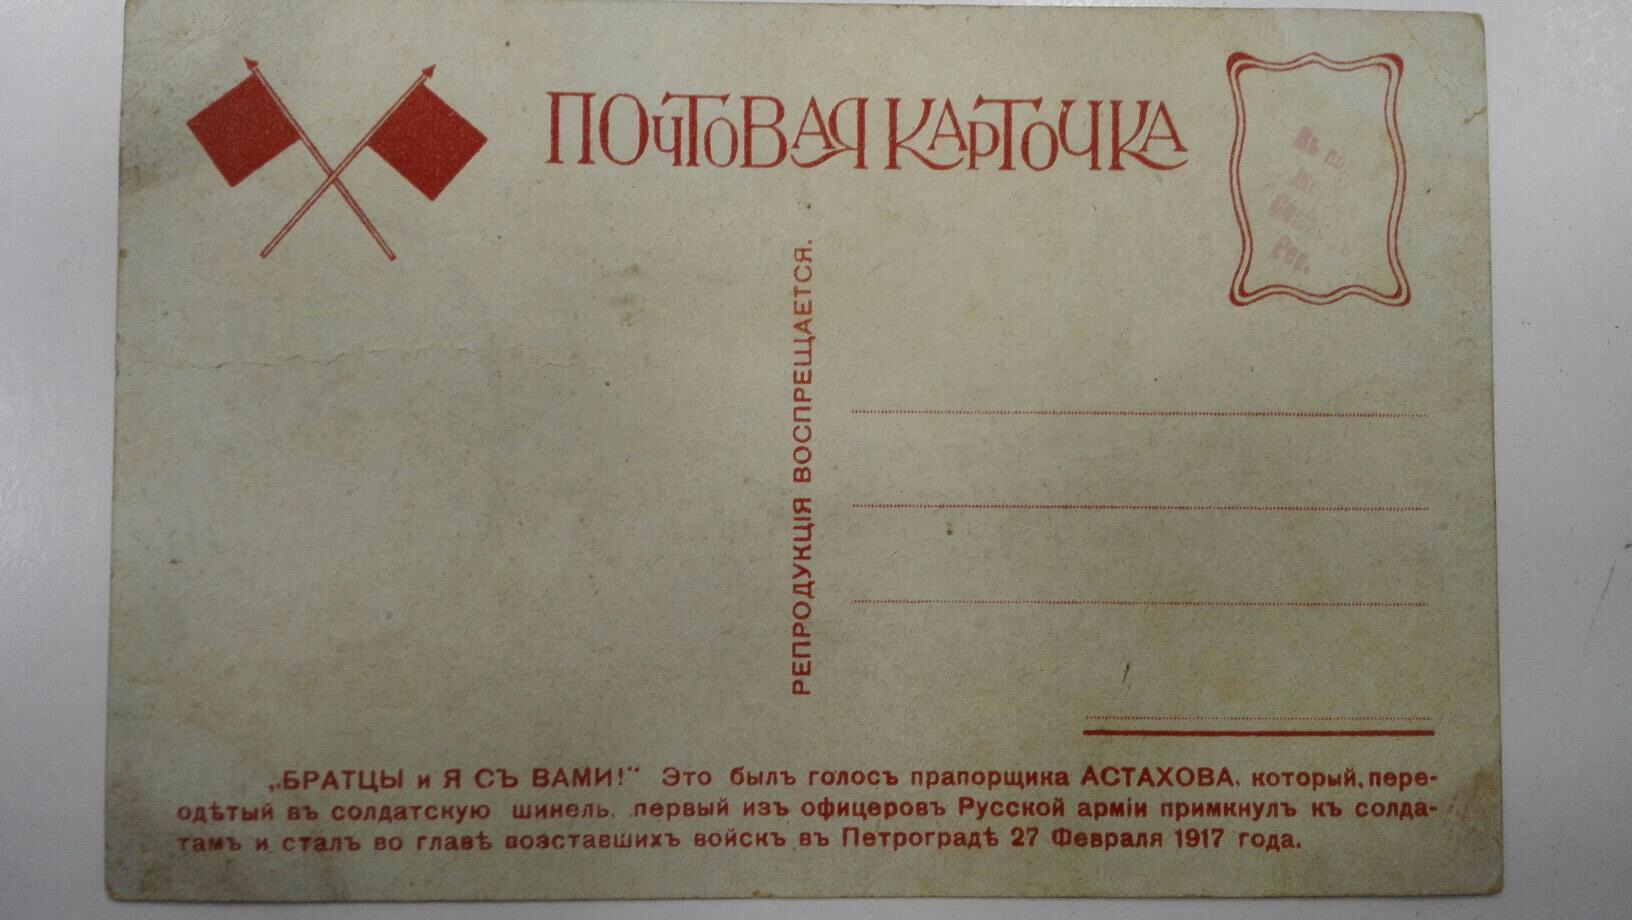 ПОЧТОВАЯ КАРТОЧКА
РЕПРОДУКЦІЯ ВОСПРЕЩАЕТСЯ.
„БРАТЦЫ и Я СЪ ВАМИ!“ Это былъ голосъ прапорщика АСТАХОВА, который, пере-
одѣтый въ солдатскую шинель, первый изъ офицеровъ Русской арміи примкнулъ къ солда-
тамъ и сталъ во главѣ возставшихъ войскъ въ Петроградѣ 27 Февраля 1917 года.